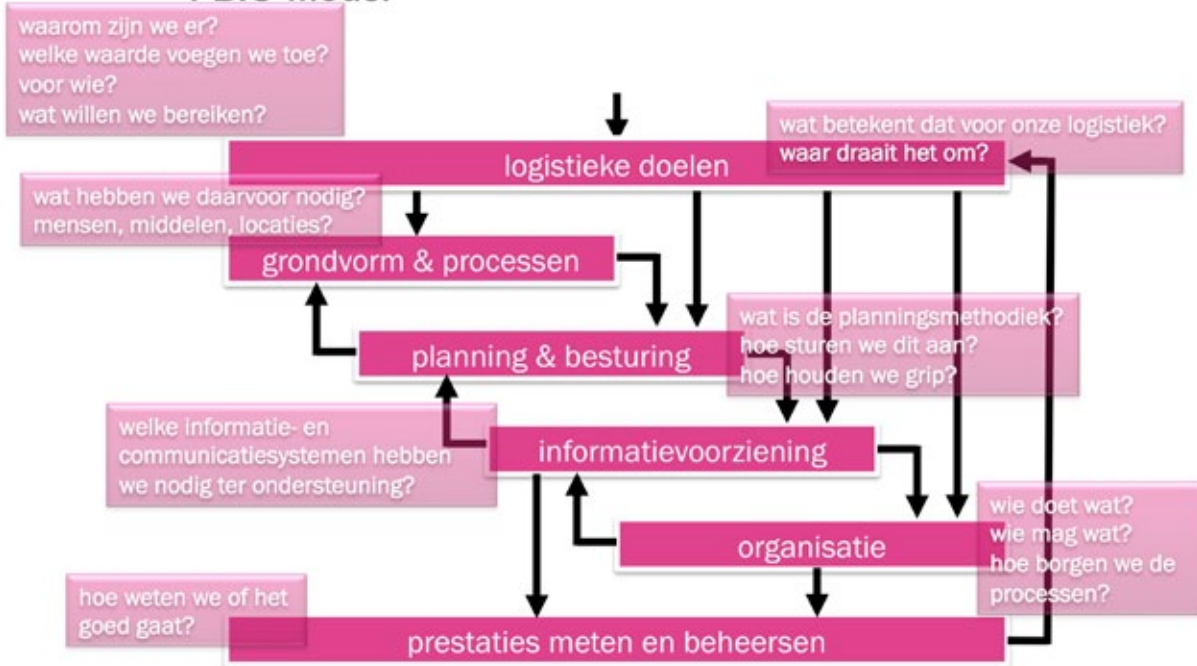 waarom zijn we er?
welke waarde voegen we toe?
voor wie?
wat willen we bereiken?
wat betekent dat voor onze logistiek?
waar draait het om?
logistieke doelen
wat hebben we daarvoor nodig?
mensen, middelen, locaties?
grondvorm & processen
wat is de planningsmethodiek?
hoe sturen we dit aan?
hoe houden we grip?
planning & besturing
welke informatie- en
communicatiesystemen hebben
we nodig ter ondersteuning?
informatievoorziening
wie doet wat?
wie mag wat?
hoe borgen we de
processen?
organisatie
hoe weten we of het
goed gaat?
prestaties meten en beheersen